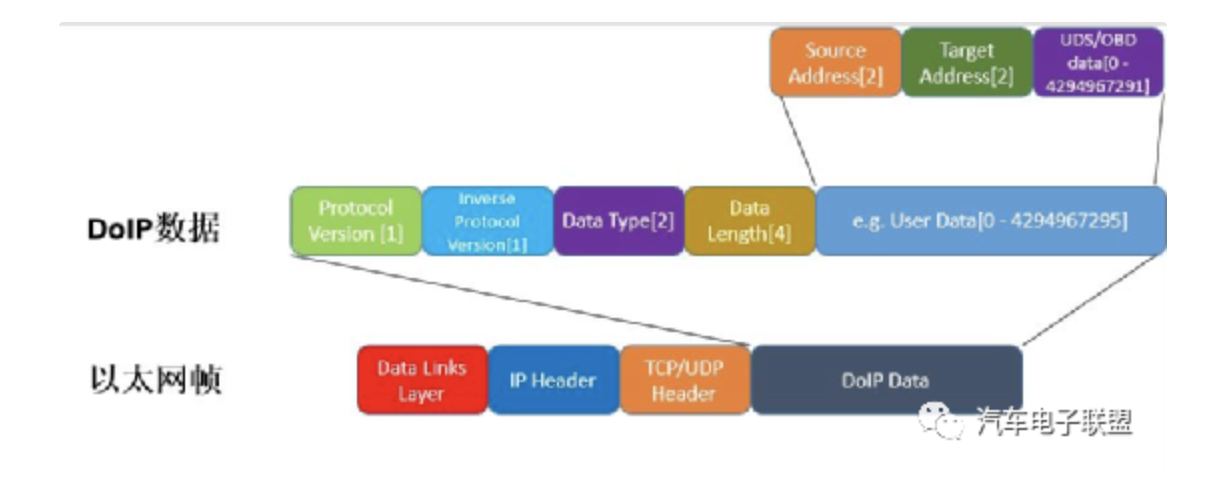 Source
Address[2]
Target
Address[2]
UDS/OBD
data[0 -
4294967291]
DoIP数据
Protocol
Version [1]
Inverse
Protocol
Version[1]
Data Type[2]
Data
Length[4]
e.g. User Data[0 - 4294967295]
以太网帧
Data Links
Layer
IP Header
TCP/UDP
Header
DoIP Data
汽车电子联盟